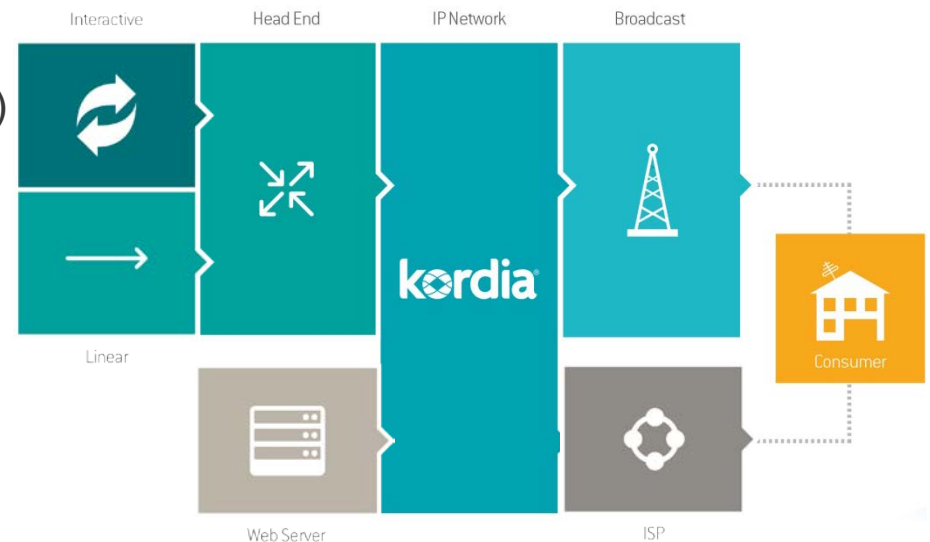 Interactive
Head End
IP Network
Broadcast
)
kordia
Linear
Consumer
Web Server
ISP